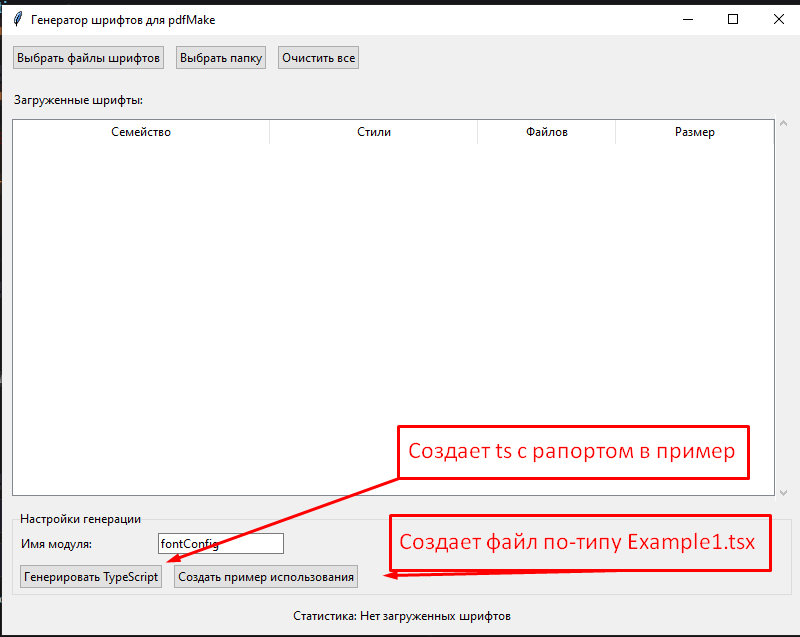 Генератор шрифтов для pdfMake
Выбрать файлы шрифтов Выбрать папку Очистить все
Загруженные шрифты:
Семейство Стили Файлов Размер
Создает ts с рапортом в пример
Настройки генерации
Имя модуля: fontConfig
Создает файл по-типу Example1.tsx
Генерировать TypeScript Создать пример использования
Статистика: Нет загруженных шрифтов